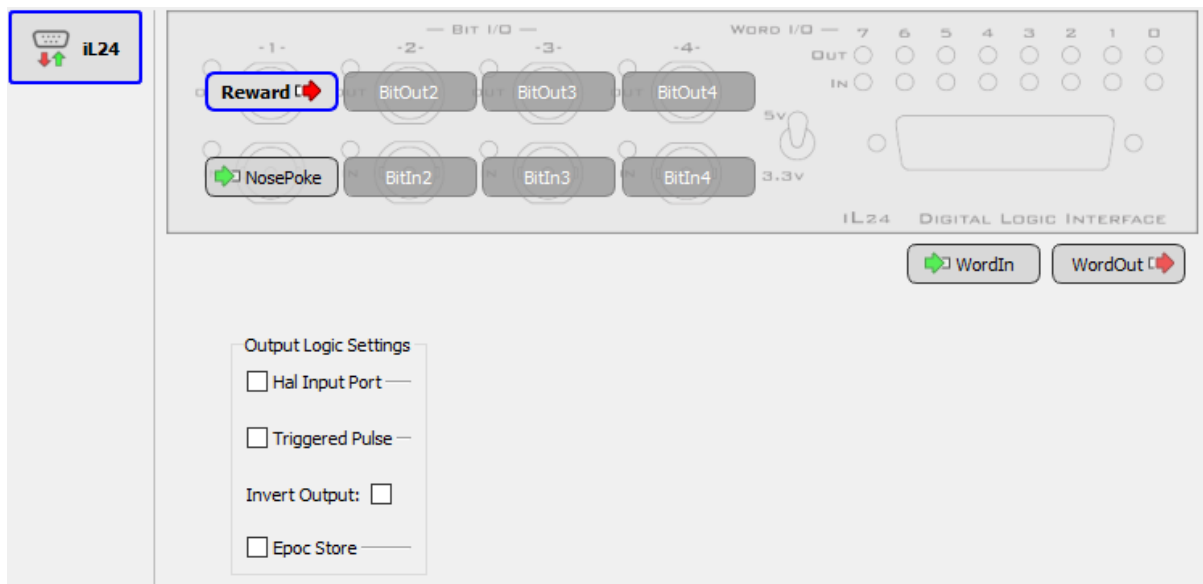 iL24
BIT I/O
WORD I/O
7 6 5 4 3 2 1 0
-1- -2- -3- -4-
OUT
IN
Reward BitOut2 BitOut3 BitOut4
5V
NosePoke BitIn2 BitIn3 BitIn4
3.3V
iL24 DIGITAL LOGIC INTERFACE
WordIn WordOut
Output Logic Settings
Hal Input Port
Triggered Pulse
Invert Output:
Epoc Store